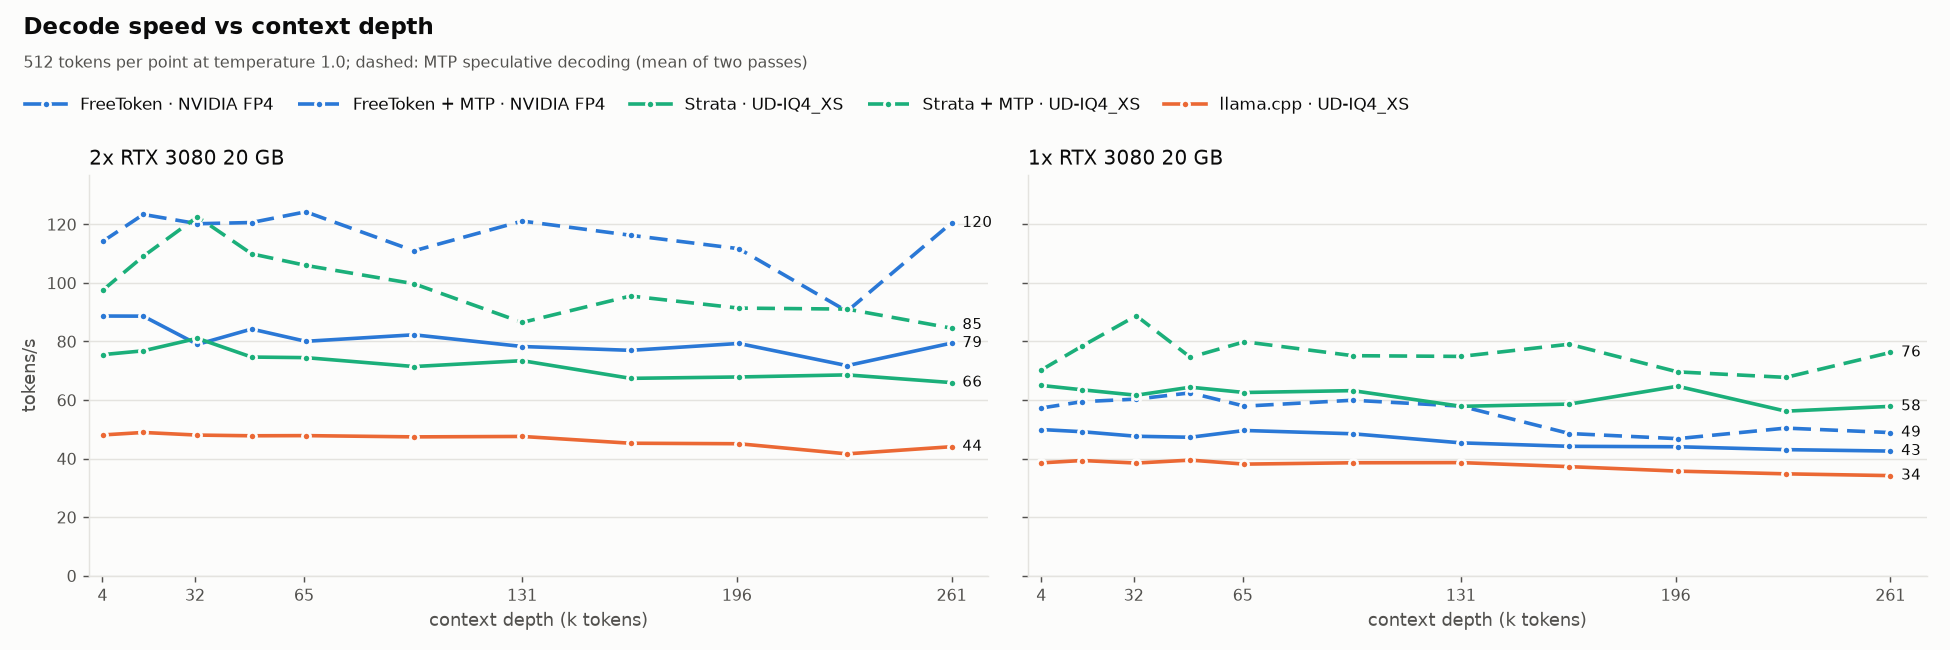 Decode speed vs context depth
512 tokens per point at temperature 1.0; dashed: MTP speculative decoding (mean of two passes)
FreeToken · NVIDIA FP4 FreeToken + MTP · NVIDIA FP4 Strata · UD-IQ4_XS Strata + MTP · UD-IQ4_XS llama.cpp · UD-IQ4_XS
2x RTX 3080 20 GB
tokens/s
120
100
80
60
40
20
0
120
85
79
66
44
4 32 65 131 196 261
context depth (k tokens)
1x RTX 3080 20 GB
76
58
49
43
34
4 32 65 131 196 261
context depth (k tokens)